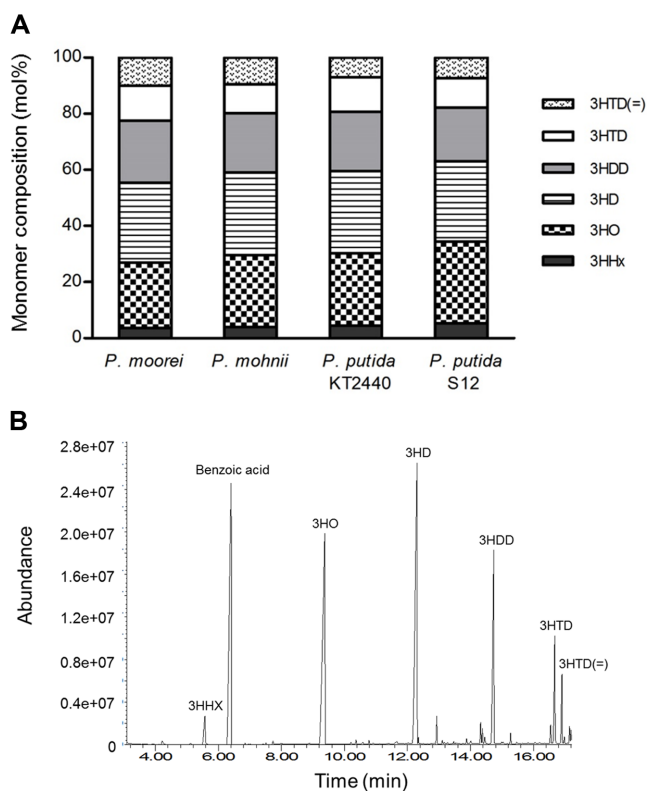 A
Monomer composition (mol%)
100
80
60
40
20
0
3HTD(=)
3HTD
3HDD
3HD
3HO
3HHx
P. moorei
P. mohnii
P. putida
KT2440
P. putida
S12
B
Abundance
2.8e+07
2.4e+07
2.0e+07
1.6e+07
1.2e+07
0.8e+07
0.4e+07
0
3HHX
Benzoic acid
3HO
3HD
3HDD
3HTD
3HTD(=)
4.00 6.00 8.00 10.00 12.00 14.00 16.00
Time (min)